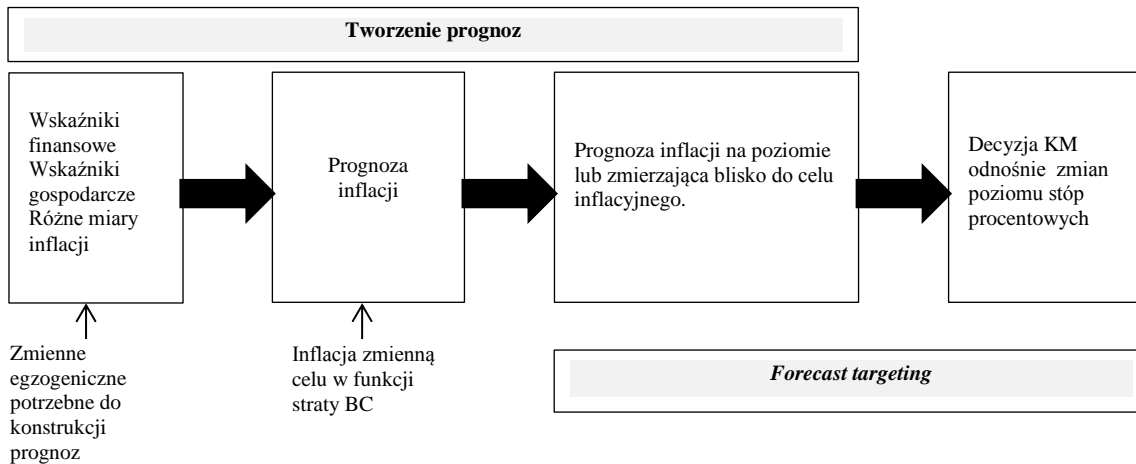 Tworzenie prognoz
Wskaźniki
finansowe
Wskaźniki
gospodarcze
Różne miary
inflacji
Prognoza
inflacji
Prognoza inflacji na poziomie
lub zmierzająca blisko do celu
inflacyjnego.
Decyzja KM
odnośnie zmian
poziomu stóp
procentowych
Zmienne
egzogeniczne
potrzebne do
konstrukcji
prognoz
Inflacja zmienną
celu w funkcji
straty BC
Forecast targeting